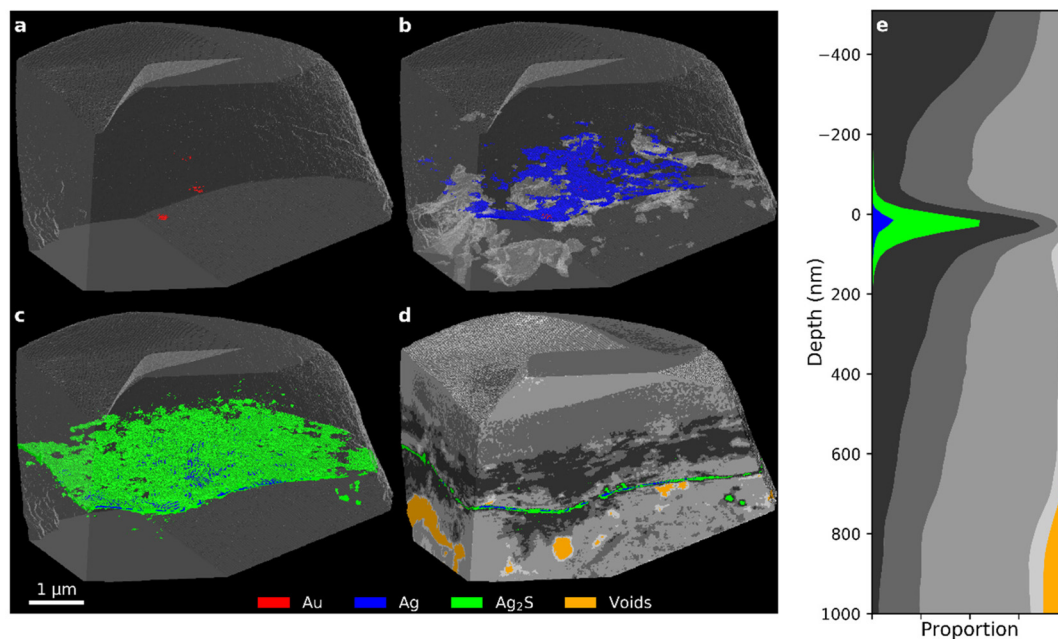 a
b
c
d
1 μm
Au
Ag
Ag₂S
Voids
e
−400
−200
0
200
400
600
800
1000
Depth (nm)
Proportion